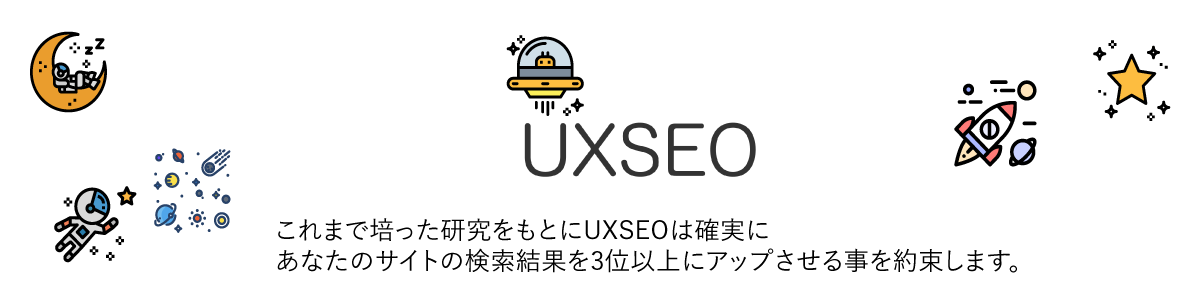 zz
UXSEO
これまで培った研究をもとにUXSEOは確実に
あなたのサイトの検索結果を3位以上にアップさせる事を約束します。